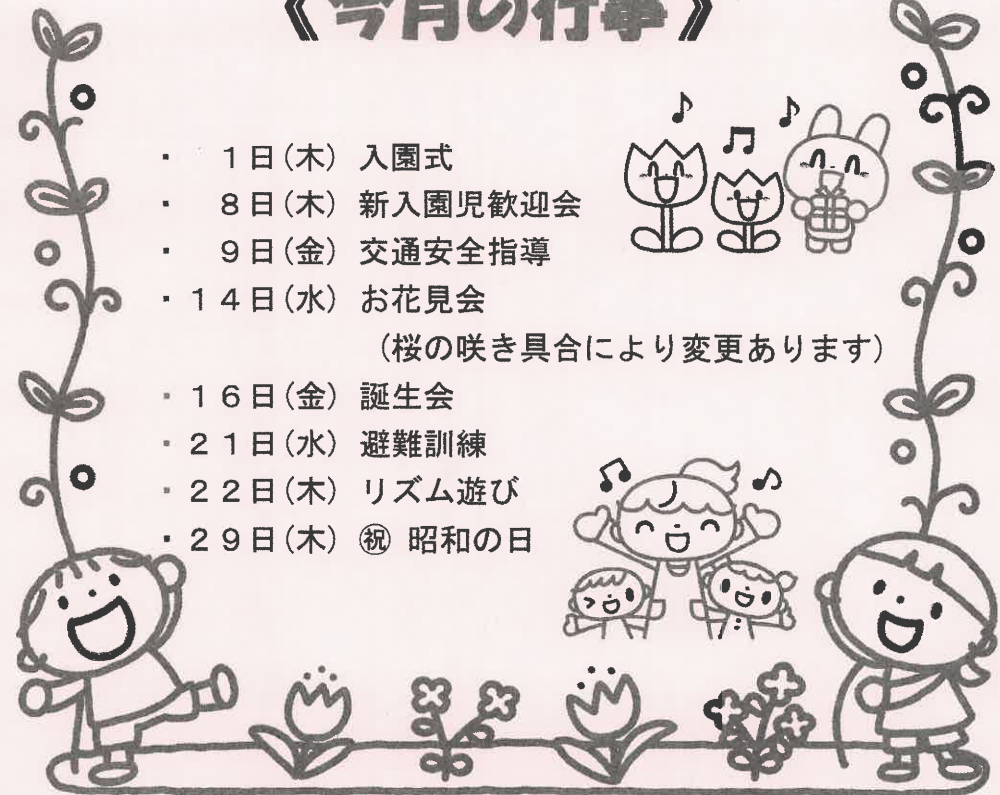 《今月の行事》
・　１日（木）　入園式
・　８日（木）　新入園児歓迎会
・　９日（金）　交通安全指導
・１４日（水）　お花見会
（桜の咲き具合により変更あります）
・１６日（金）　誕生会
・２１日（水）　避難訓練
・２２日（木）　リズム遊び
・２９日（木）　㊗　昭和の日